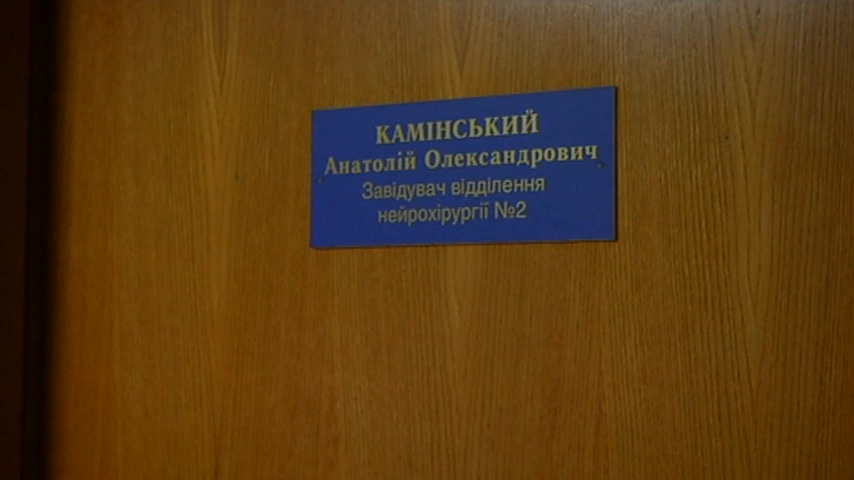 КАМІНСЬКИЙ
Анатолій Олександрович
Завідувач відділення
нейрохірургії №2